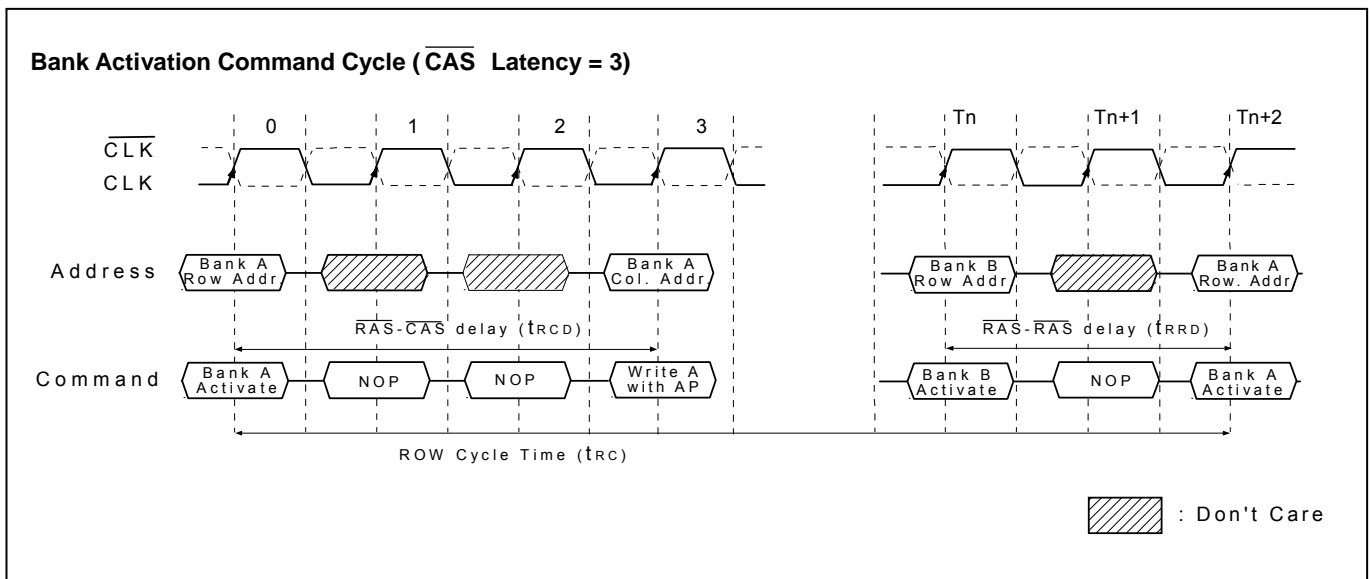 Bank Activation Command Cycle ( CAS Latency = 3)
0 1 2 3 Tn Tn+1 Tn+2
CLK
CLK
Address
Bank A
Row Addr.
Bank A
Col. Addr.
Bank B
Row Addr
Bank A
Row. Addr
RAS-CAS delay (tRCD)
RAS-RAS delay (tRRD)
Command
Bank A
Activate
NOP
NOP
Write A
with AP
Bank B
Activate
NOP
Bank A
Activate
ROW Cycle Time (tRC)
: Don't Care